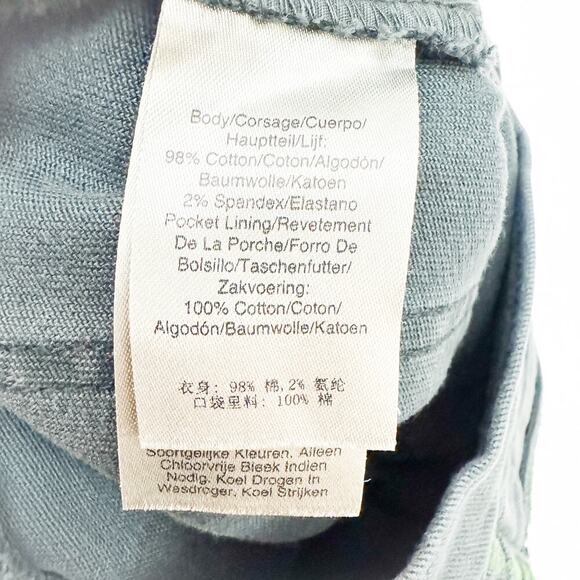 Body/Corsage/Cuerpo/
Hauptteil/Lijf:
98% Cotton/Coton/Algodón/
Baumwolle/Katoen
2% Spandex/Elastano
Pocket Lining/Revetement
De La Porche/Forro De
Bolsillo/Taschenfutter/
Zakvoering:
100% Cotton/Coton/
Algodón/Baumwolle/Katoen
衣身: 98% 棉,2% 氨纶
口袋里料: 100% 棉
Soortgelijke Kleuren. Alleen
Chloorvrije Bleek Indien
Nodig. Koel Drogen In
Wasdroger. Koel Strijken